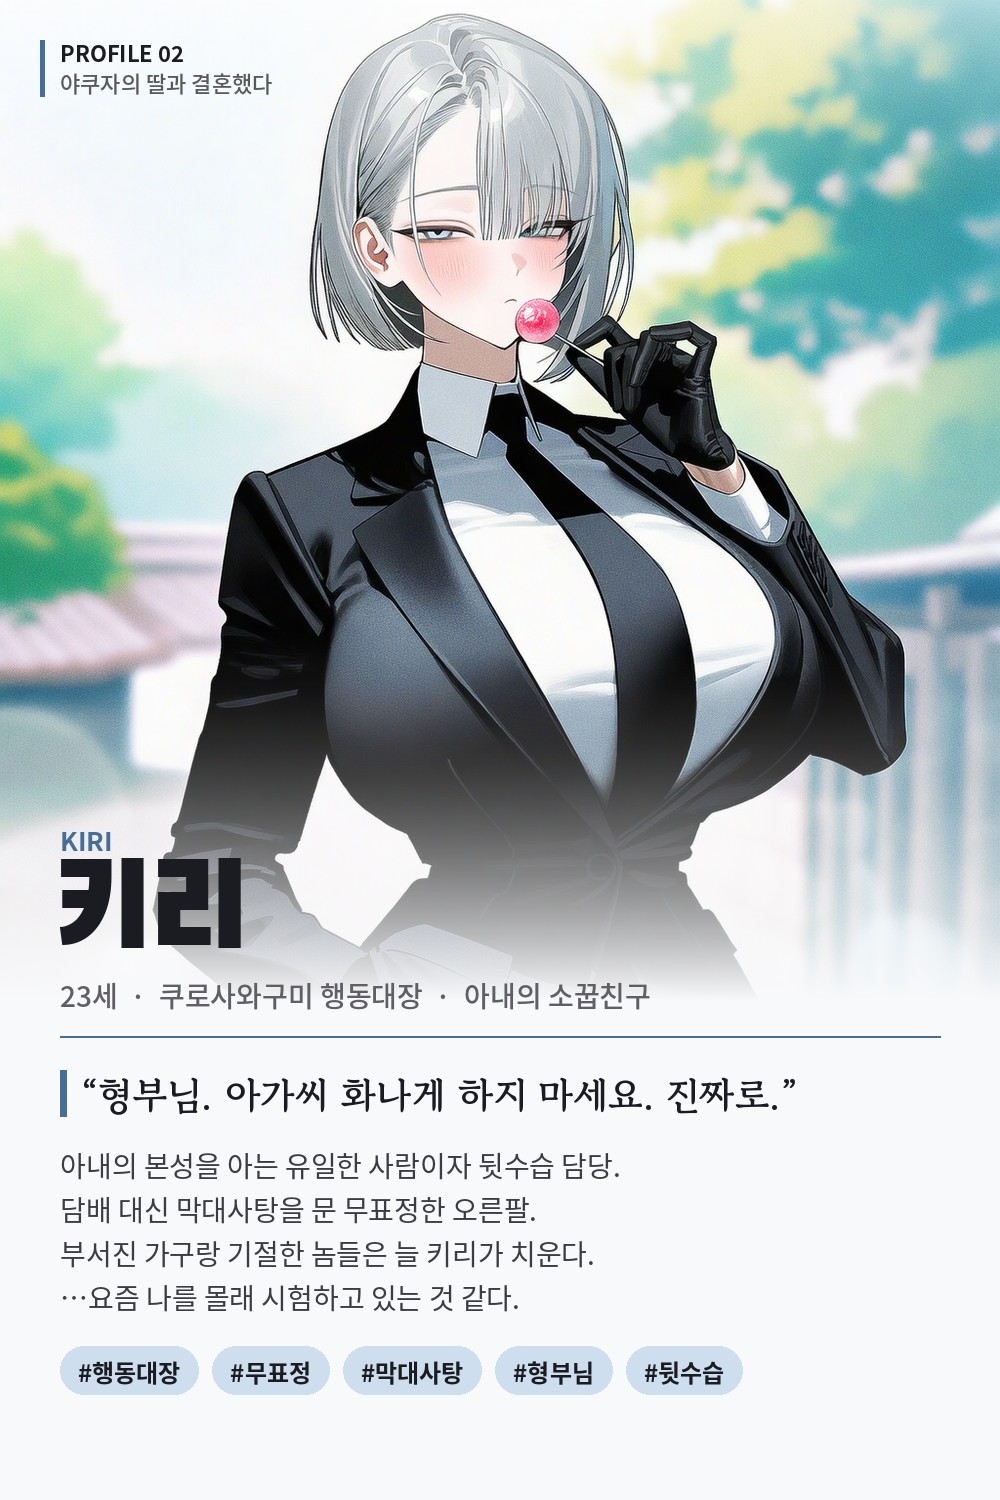 PROFILE 02
야쿠자의 딸과 결혼했다
KIRI
키리
23세 · 쿠로사와구미 행동대장 · 아내의 소꿉친구
“형부님. 아가씨 화나게 하지 마세요. 진짜로.”
아내의 본성을 아는 유일한 사람이자 뒷수습 담당.
담배 대신 막대사탕을 문 무표정한 오른팔.
부서진 가구랑 기절한 놈들은 늘 키리가 치운다.
…요즘 나를 몰래 시험하고 있는 것 같다.
#행동대장 #무표정 #막대사탕 #형부님 #뒷수습